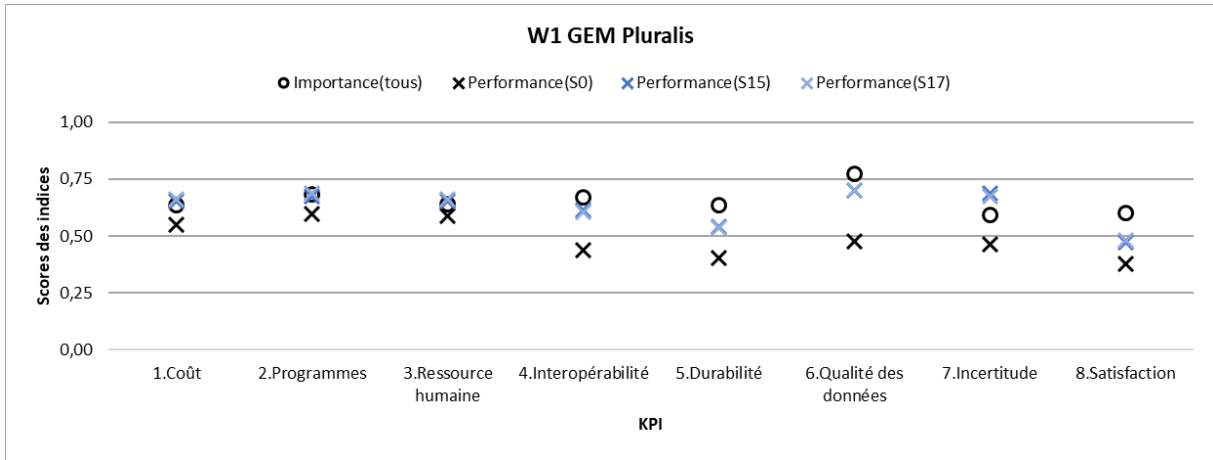 W1 GEM Pluralis
Importance(tous) Performance(S0) Performance(S15) Performance(S17)
Scores des indices
1,00
0,75
0,50
0,25
0,00
1.Coût 2.Programmes 3.Ressource humaine 4.Interopérabilité 5.Durabilité 6.Qualité des données 7.Incertitude 8.Satisfaction
KPI